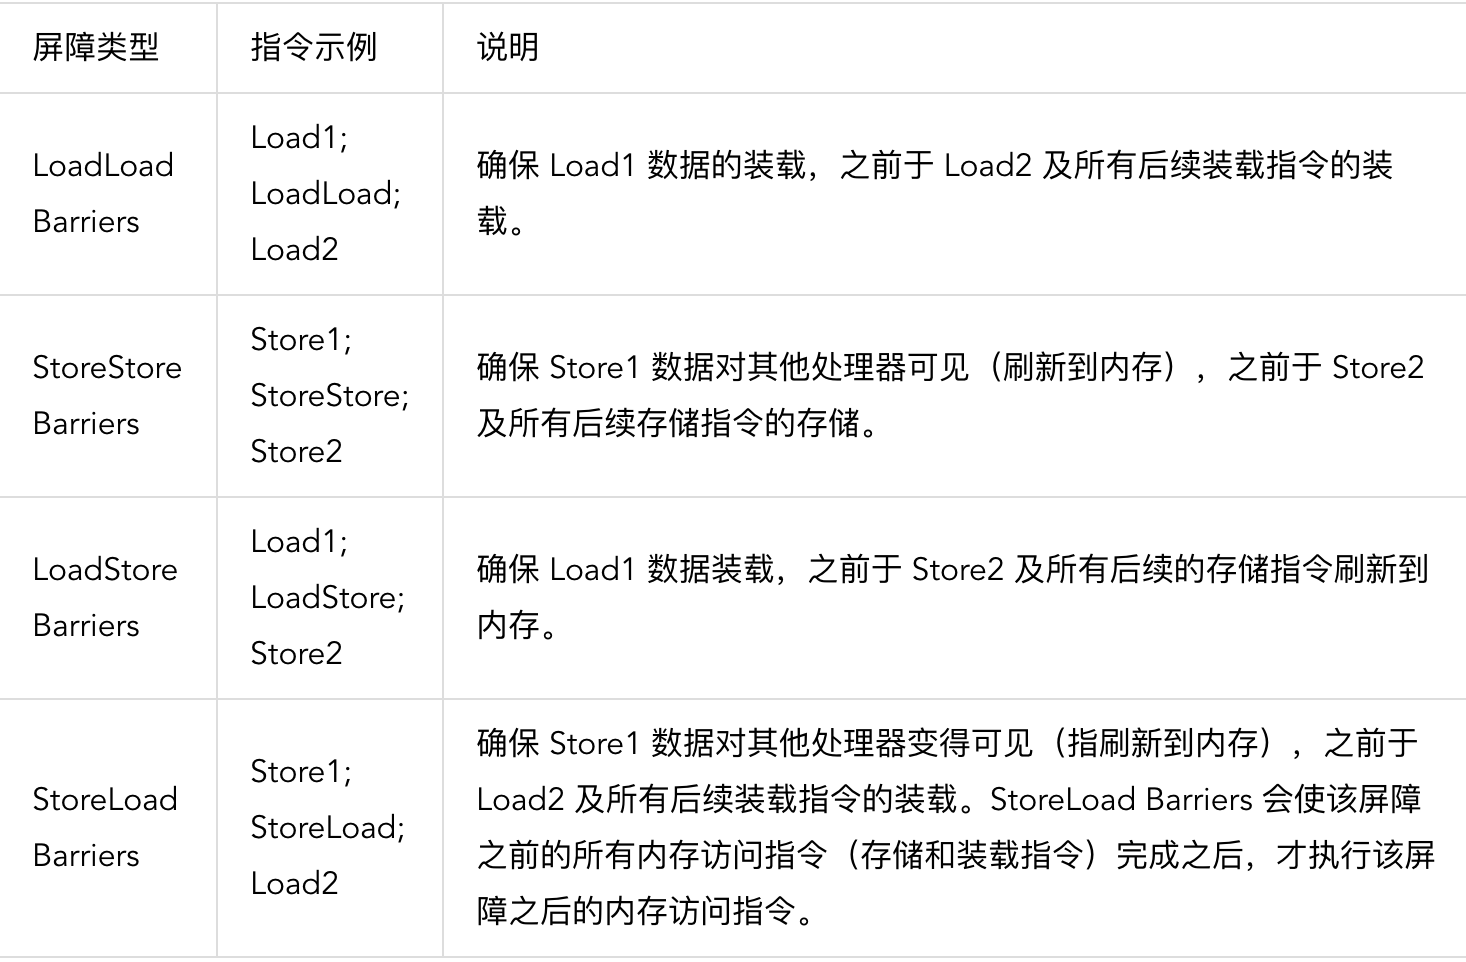 屏障类型
指令示例
说明
LoadLoad
Barriers
Load1;
LoadLoad;
Load2
确保 Load1 数据的装载，之前于 Load2 及所有后续装载指令的装
载。
StoreStore
Barriers
Store1;
StoreStore;
Store2
确保 Store1 数据对其他处理器可见（刷新到内存），之前于 Store2
及所有后续存储指令的存储。
LoadStore
Barriers
Load1;
LoadStore;
Store2
确保 Load1 数据装载，之前于 Store2 及所有后续的存储指令刷新到
内存。
StoreLoad
Barriers
Store1;
StoreLoad;
Load2
确保 Store1 数据对其他处理器变得可见（指刷新到内存），之前于
Load2 及所有后续装载指令的装载。StoreLoad Barriers 会使该屏障
之前的所有内存访问指令（存储和装载指令）完成之后，才执行该屏
障之后的内存访问指令。